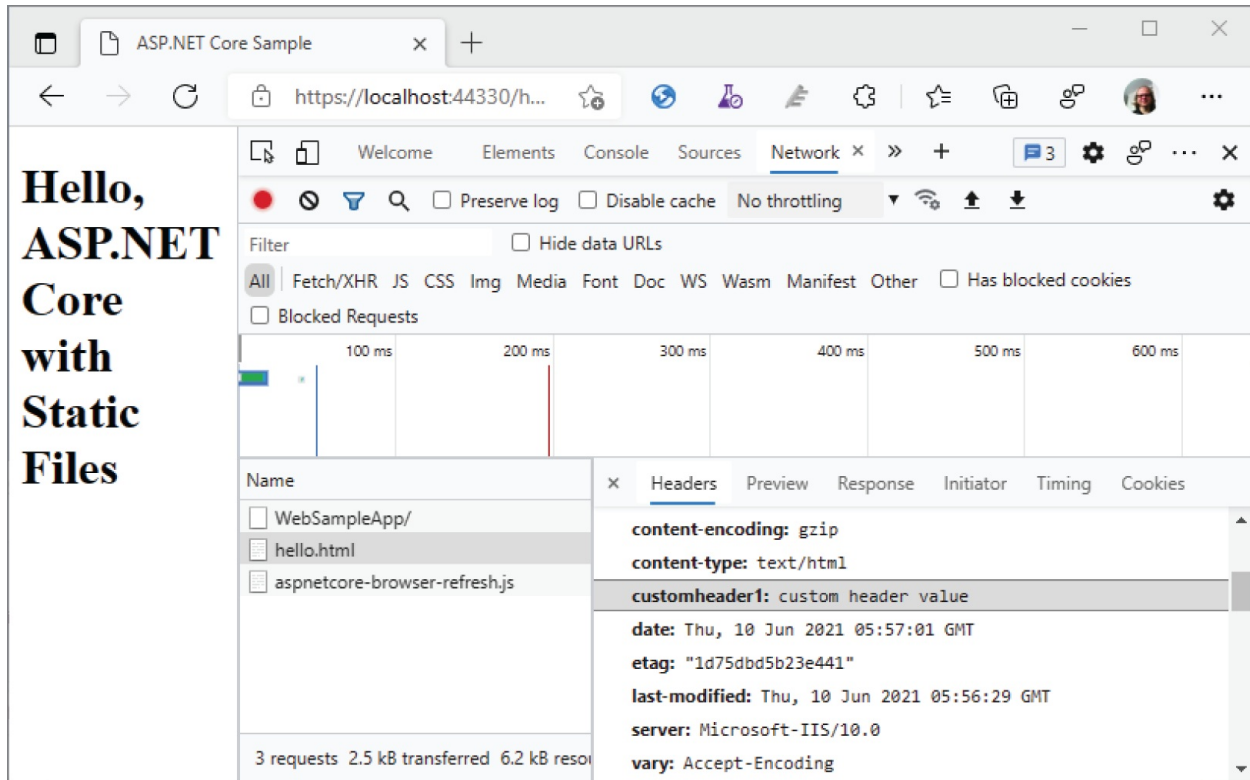 ASP.NET Core Sample
https://localhost:44330/h...
Hello,
ASP.NET
Core
with
Static
Files
Welcome Elements Console Sources Network 3
Preserve log Disable cache No throttling
Filter Hide data URLs
All Fetch/XHR JS CSS Img Media Font Doc WS Wasm Manifest Other Has blocked cookies
Blocked Requests
100 ms 200 ms 300 ms 400 ms 500 ms 600 ms
Name
WebSampleApp/
hello.html
aspnetcore-browser-refresh.js
3 requests 2.5 kB transferred 6.2 kB resou
Headers Preview Response Initiator Timing Cookies
content-encoding: gzip
content-type: text/html
customheader1: custom header value
date: Thu, 10 Jun 2021 05:57:01 GMT
etag: "1d75dbd5b23e441"
last-modified: Thu, 10 Jun 2021 05:56:29 GMT
server: Microsoft-IIS/10.0
vary: Accept-Encoding